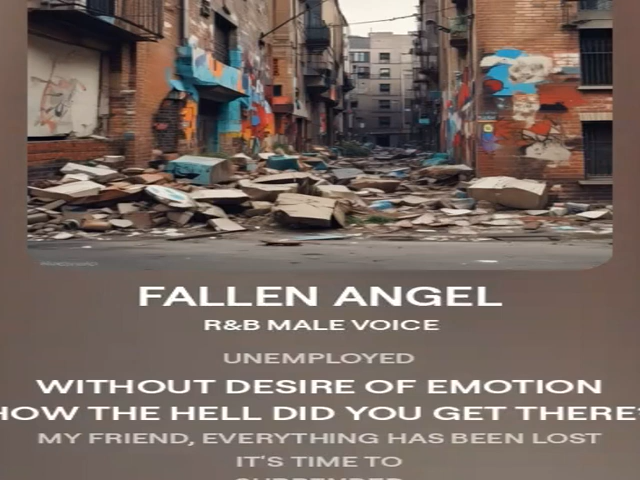 FALLEN ANGEL
R&B MALE VOICE
UNEMPLOYED
WITHOUT DESIRE OF EMOTION
HOW THE HELL DID YOU GET THERE?
MY FRIEND, EVERYTHING HAS BEEN LOST
IT'S TIME TO